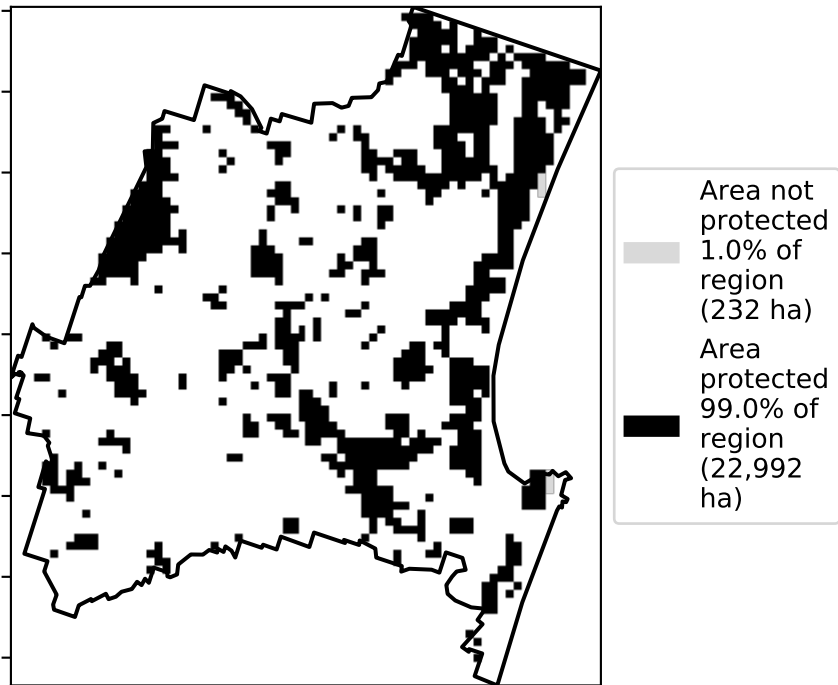 Area not
protected
1.0% of
region
(232 ha)
Area
protected
99.0% of
region
(22,992
ha)